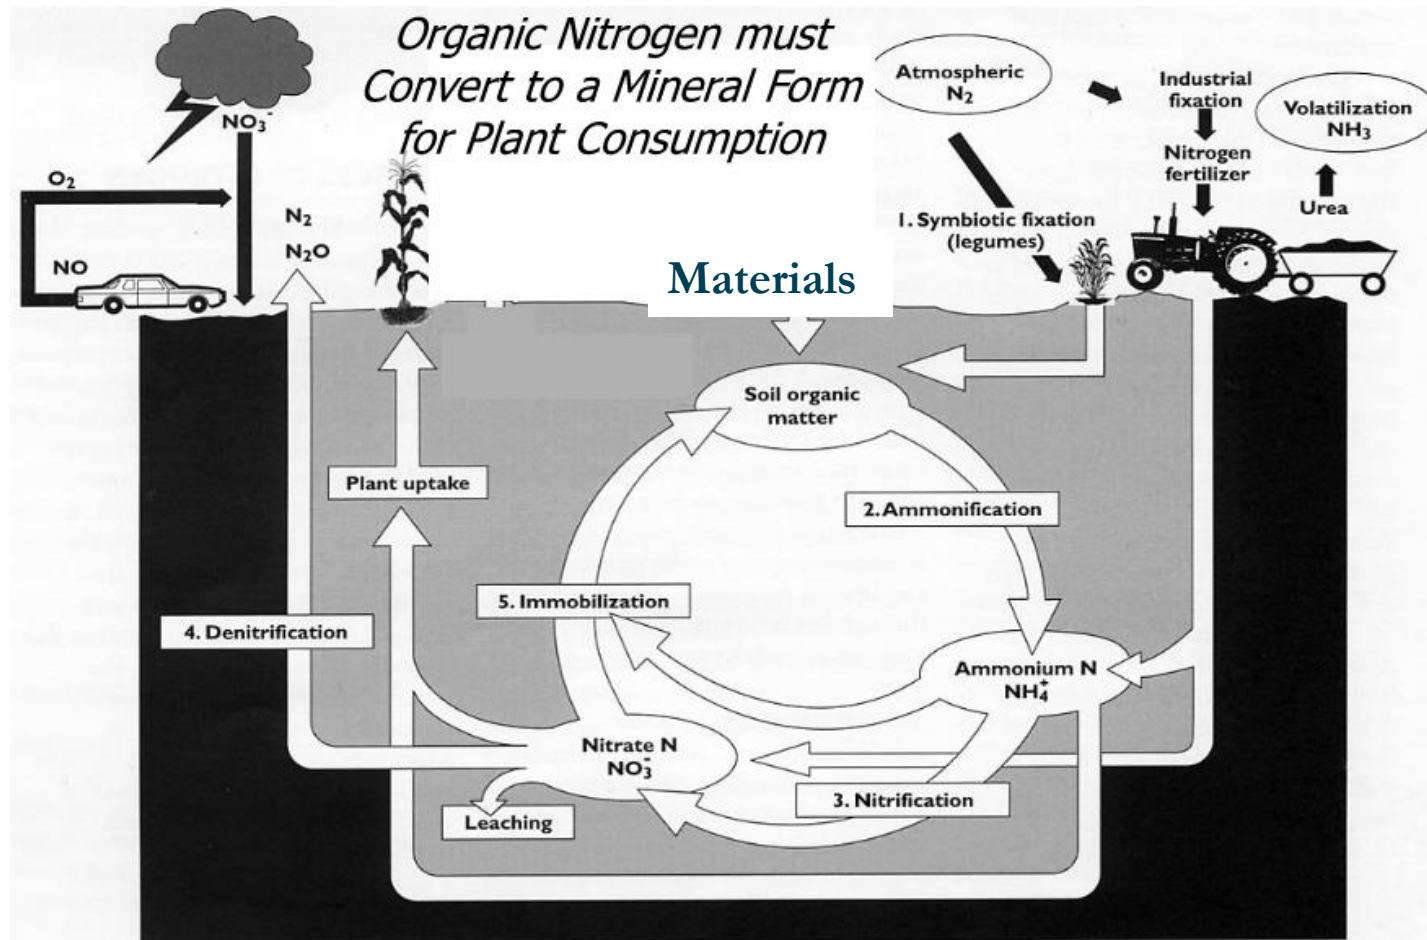 Organic Nitrogen must
Convert to a Mineral Form
for Plant Consumption
NO₃⁻
O₂
NO
N₂
N₂O
Atmospheric
N₂
Industrial
fixation
Nitrogen
fertilizer
Volatilization
NH₃
Urea
1. Symbiotic fixation
(legumes)
Materials
Soil organic
matter
Plant uptake
2. Ammonification
5. Immobilization
4. Denitrification
Ammonium N
NH₄⁺
Nitrate N
NO₃⁻
3. Nitrification
Leaching